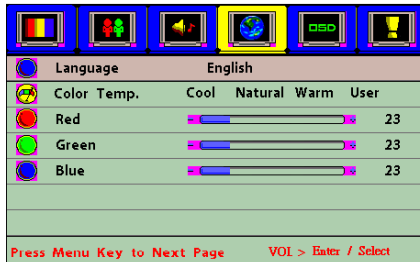 OSD
Language English
Color Temp. Cool Natural Warm User
Red 23
Green 23
Blue 23
Press Menu Key to Next Page VOL > Enter / Select